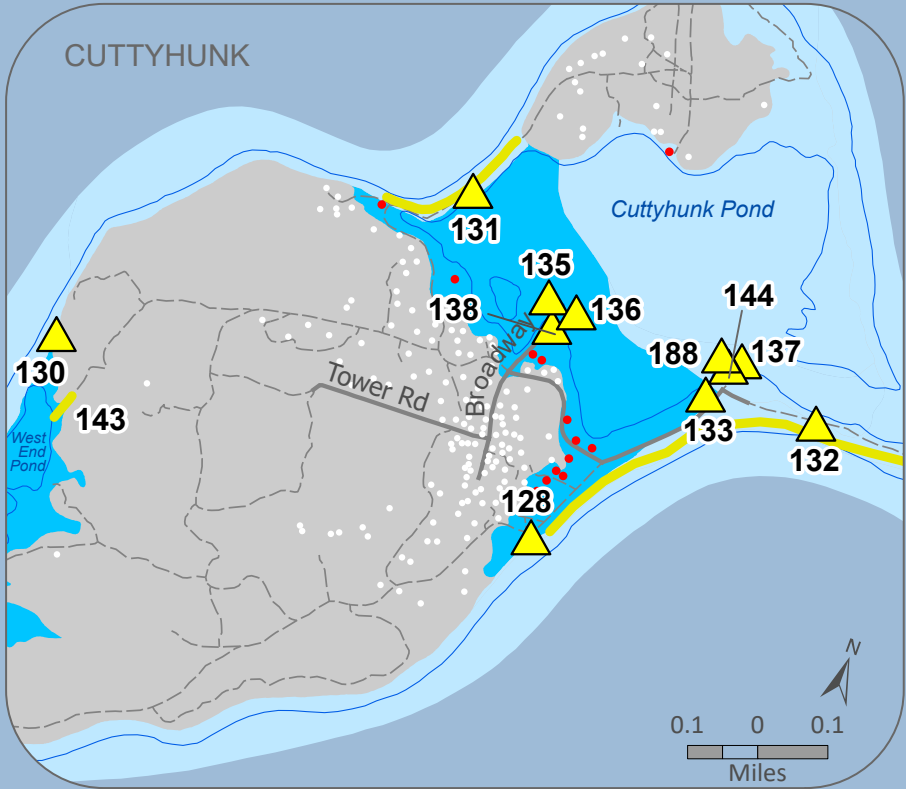 CUTTYHUNK
131
Cuttyhunk Pond
135
138
136
144
130
188
137
Broadway
Tower Rd
143
133
West
End
Pond
132
128
N
0.1 0 0.1
Miles